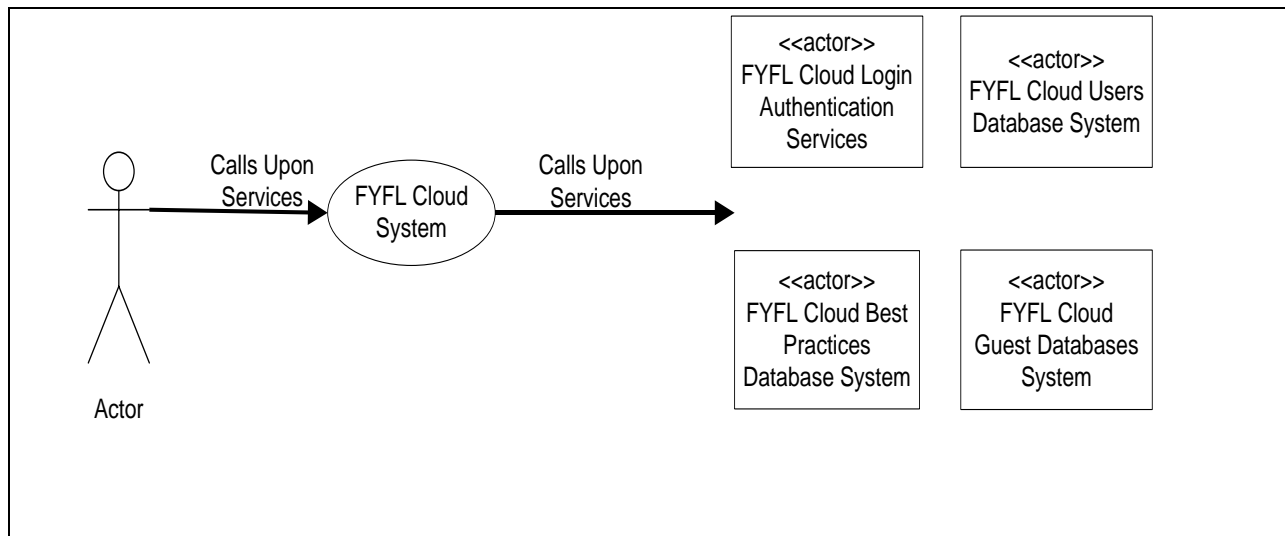 Calls Upon
Services
FYFL Cloud
System
Calls Upon
Services
Actor
<<actor>>
FYFL Cloud Login
Authentication
Services
<<actor>>
FYFL Cloud Users
Database System
<<actor>>
FYFL Cloud Best
Practices
Database System
<<actor>>
FYFL Cloud
Guest Databases
System